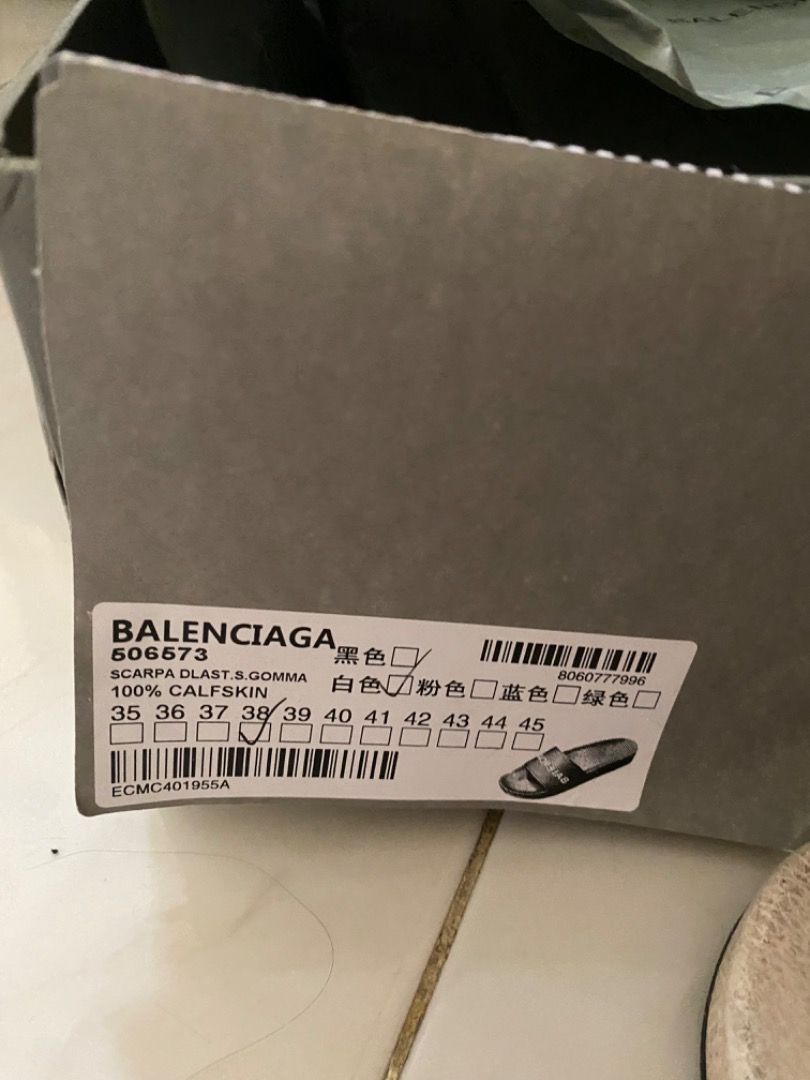 BALENCIAGA
506573
SCARPA DLAST.S.GOMMA
100% CALFSKIN
黑色
白色 粉色 蓝色 绿色
8060777996
35 36 37 38 39 40 41 42 43 44 45
ECMC401955A